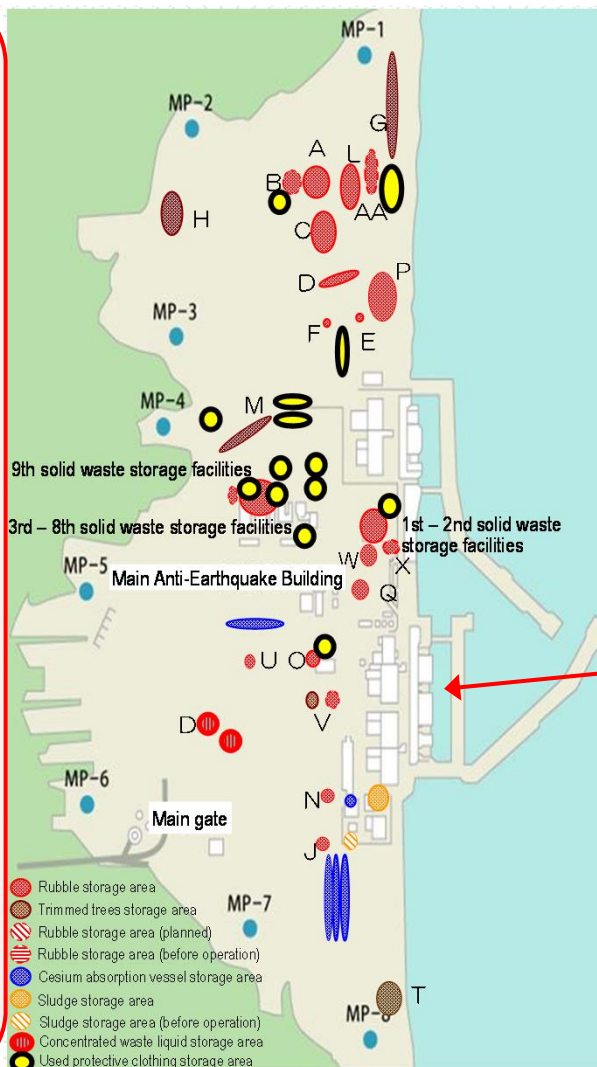 MP-1
G
MP-2
A
L
B
AA
H
C
D
P
MP-3
F
E
MP-4
M
9th solid waste storage facilities
3rd – 8th solid waste storage facilities
1st – 2nd solid waste
storage facilities
W
X
MP-5
Main Anti-Earthquake Building
Q
U
O
V
D
MP-6
N
Main gate
J
MP-7
T
MP-8
Rubble storage area
Trimmed trees storage area
Rubble storage area (planned)
Rubble storage area (before operation)
Cesium absorption vessel storage area
Sludge storage area
Sludge storage area (before operation)
Concentrated waste liquid storage area
Used protective clothing storage area